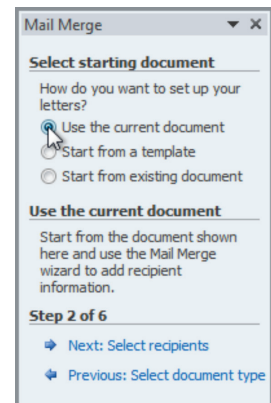 Mail Merge
Select starting document
How do you want to set up your
letters?
Use the current document
Start from a template
Start from existing document
Use the current document
Start from the document shown
here and use the Mail Merge
wizard to add recipient
information.
Step 2 of 6
Next: Select recipients
Previous: Select document type